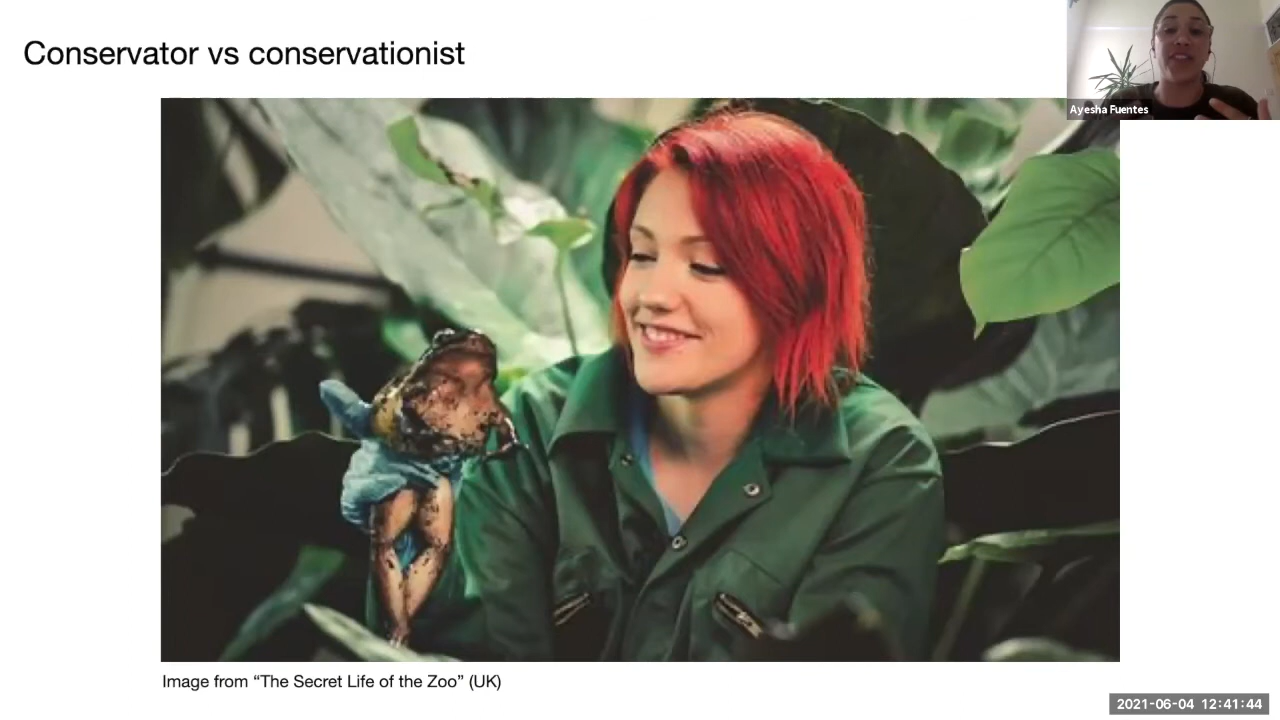 Conservator vs conservationist
Ayesha Fuentes
Image from “The Secret Life of the Zoo” (UK)
2021-06-04 12:41:44